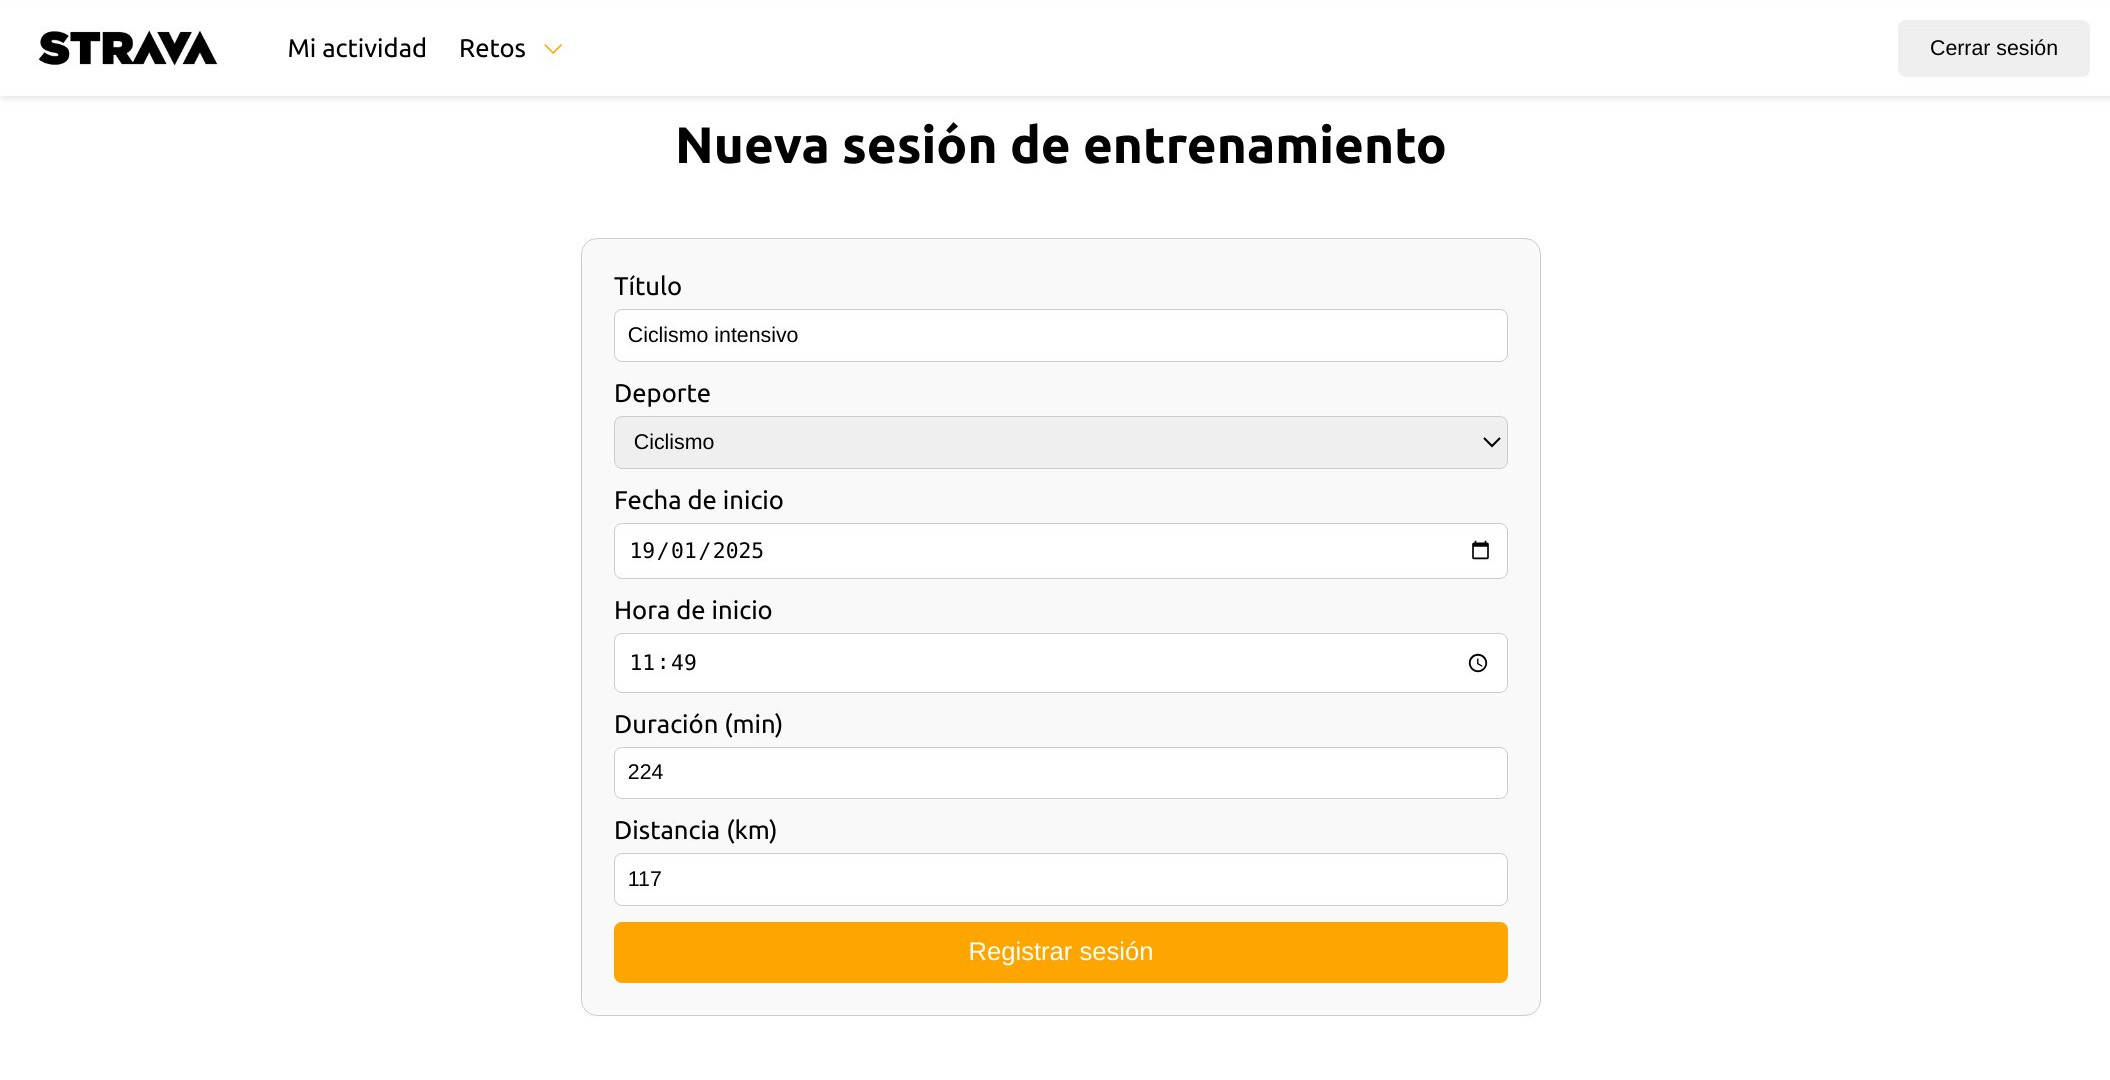 STRAVA
Mi actividad
Retos
Cerrar sesión
Nueva sesión de entrenamiento
Título
Ciclismo intensivo
Deporte
Ciclismo
Fecha de inicio
19/01/2025
Hora de inicio
11:49
Duración (min)
224
Distancia (km)
117
Registrar sesión